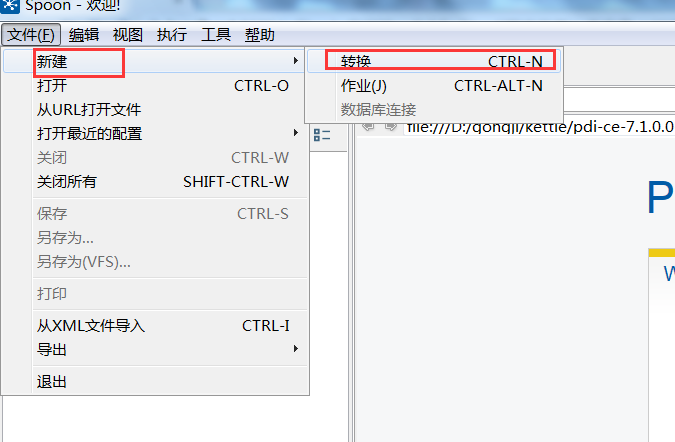 Spoon - 欢迎!
文件(F) 编辑 视图 执行 工具 帮助
新建
转换 CTRL-N
打开 CTRL-O
作业(J) CTRL-ALT-N
从URL打开文件
数据库连接
打开最近的配置
file:///D:/gongji/kettle/pdi-ce-7.1.0.0
关闭 CTRL-W
关闭所有 SHIFT-CTRL-W
保存 CTRL-S
P
另存为...
另存为(VFS)...
W
打印
从XML文件导入 CTRL-I
导出
退出